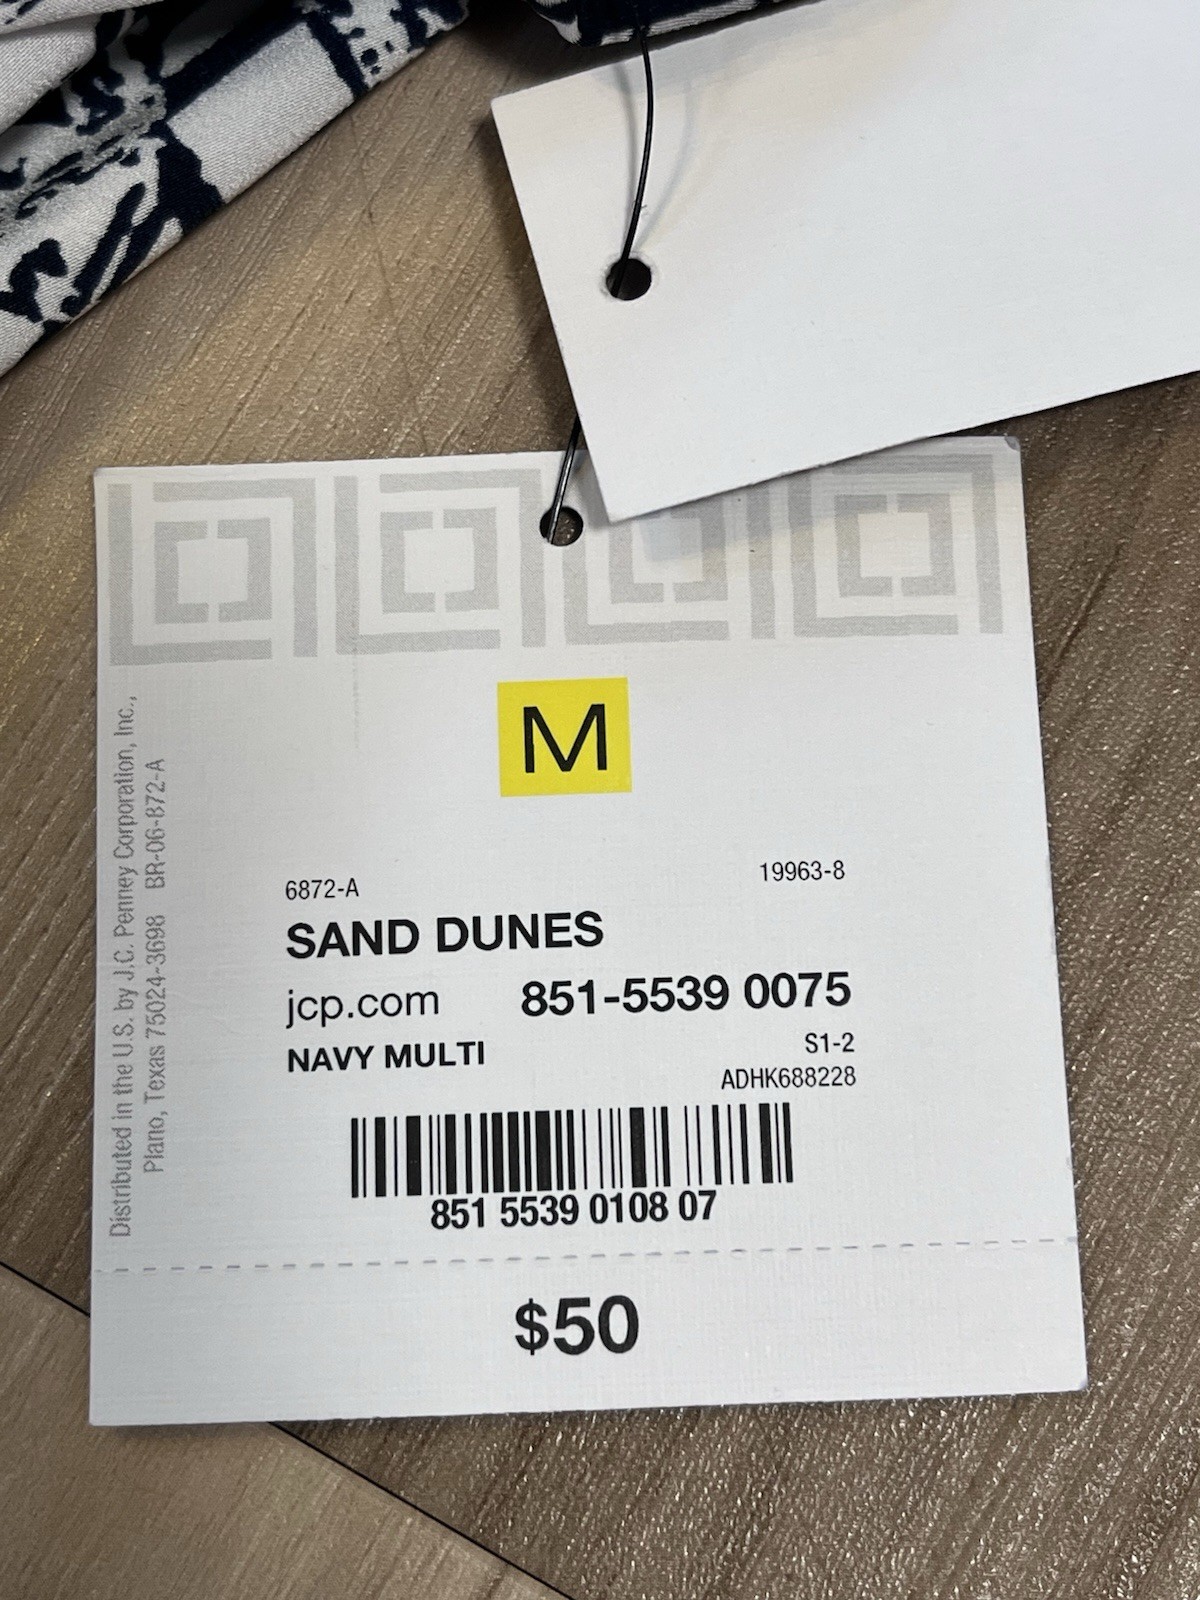 M
6872-A 19963-8
SAND DUNES
jcp.com 851-5539 0075
NAVY MULTI S1-2
ADHK688228
851 5539 0108 07
$50
Distributed in the U.S. by J.C. Penney Corporation, Inc.,
Plano, Texas 75024-3698 BR-06-872-A